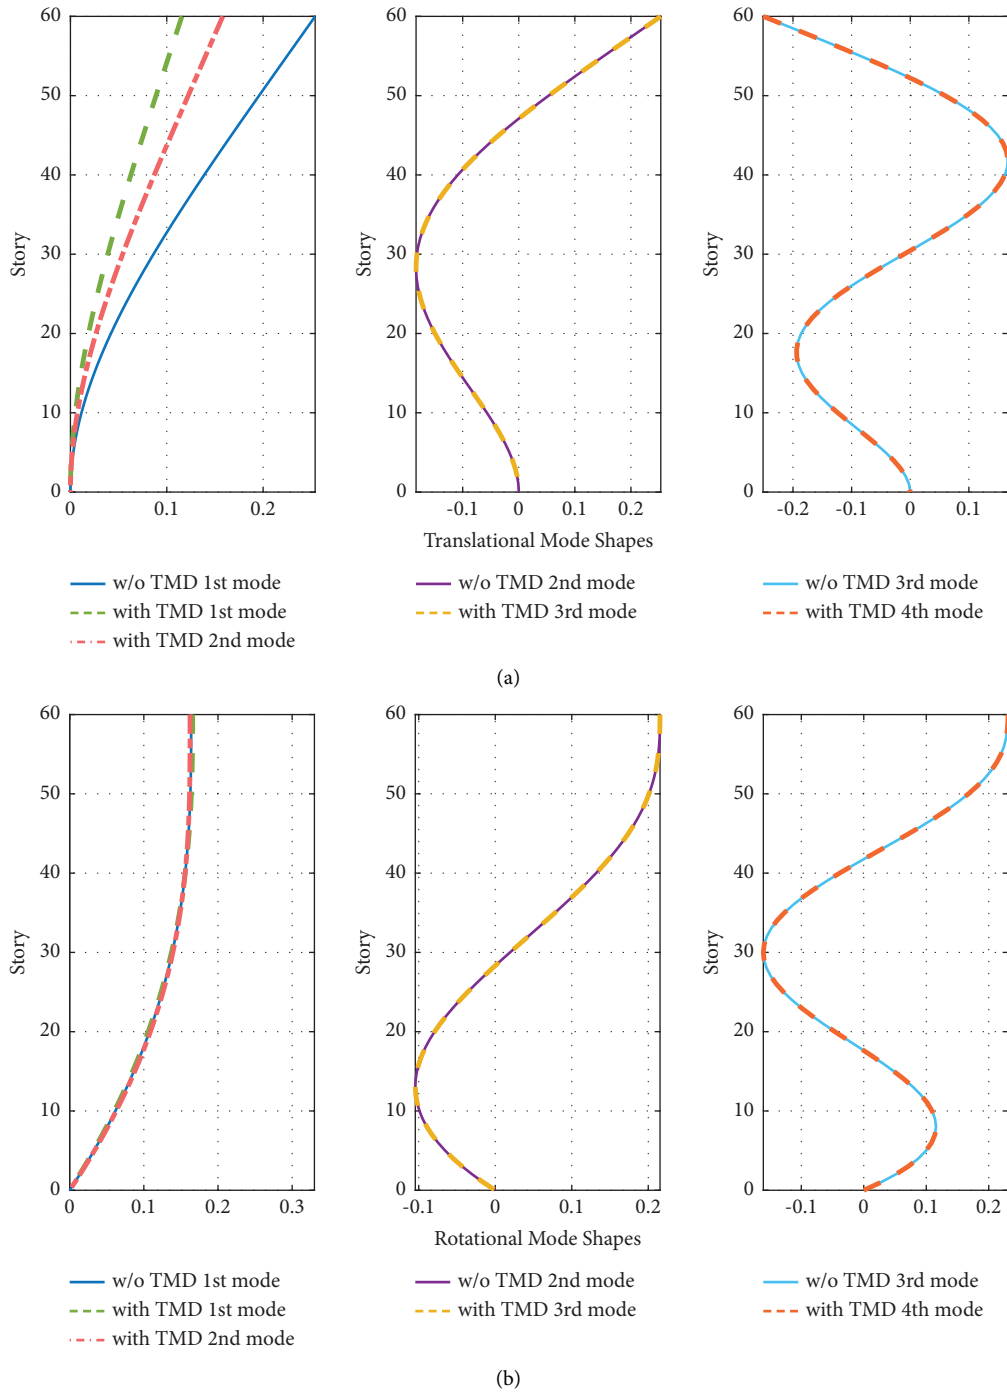 60
50
40
30
20
10
0
Story
0 0.1 0.2
60
50
40
30
20
10
0
Story
-0.1 0 0.1 0.2
60
50
40
30
20
10
0
Story
-0.2 -0.1 0 0.1
Translational Mode Shapes
w/o TMD 1st mode
with TMD 1st mode
with TMD 2nd mode
w/o TMD 2nd mode
with TMD 3rd mode
w/o TMD 3rd mode
with TMD 4th mode
(a)
60
50
40
30
20
10
0
Story
0 0.1 0.2 0.3
60
50
40
30
20
10
0
Story
-0.1 0 0.1 0.2
60
50
40
30
20
10
0
Story
-0.1 0 0.1 0.2
Rotational Mode Shapes
w/o TMD 1st mode
with TMD 1st mode
with TMD 2nd mode
w/o TMD 2nd mode
with TMD 3rd mode
w/o TMD 3rd mode
with TMD 4th mode
(b)